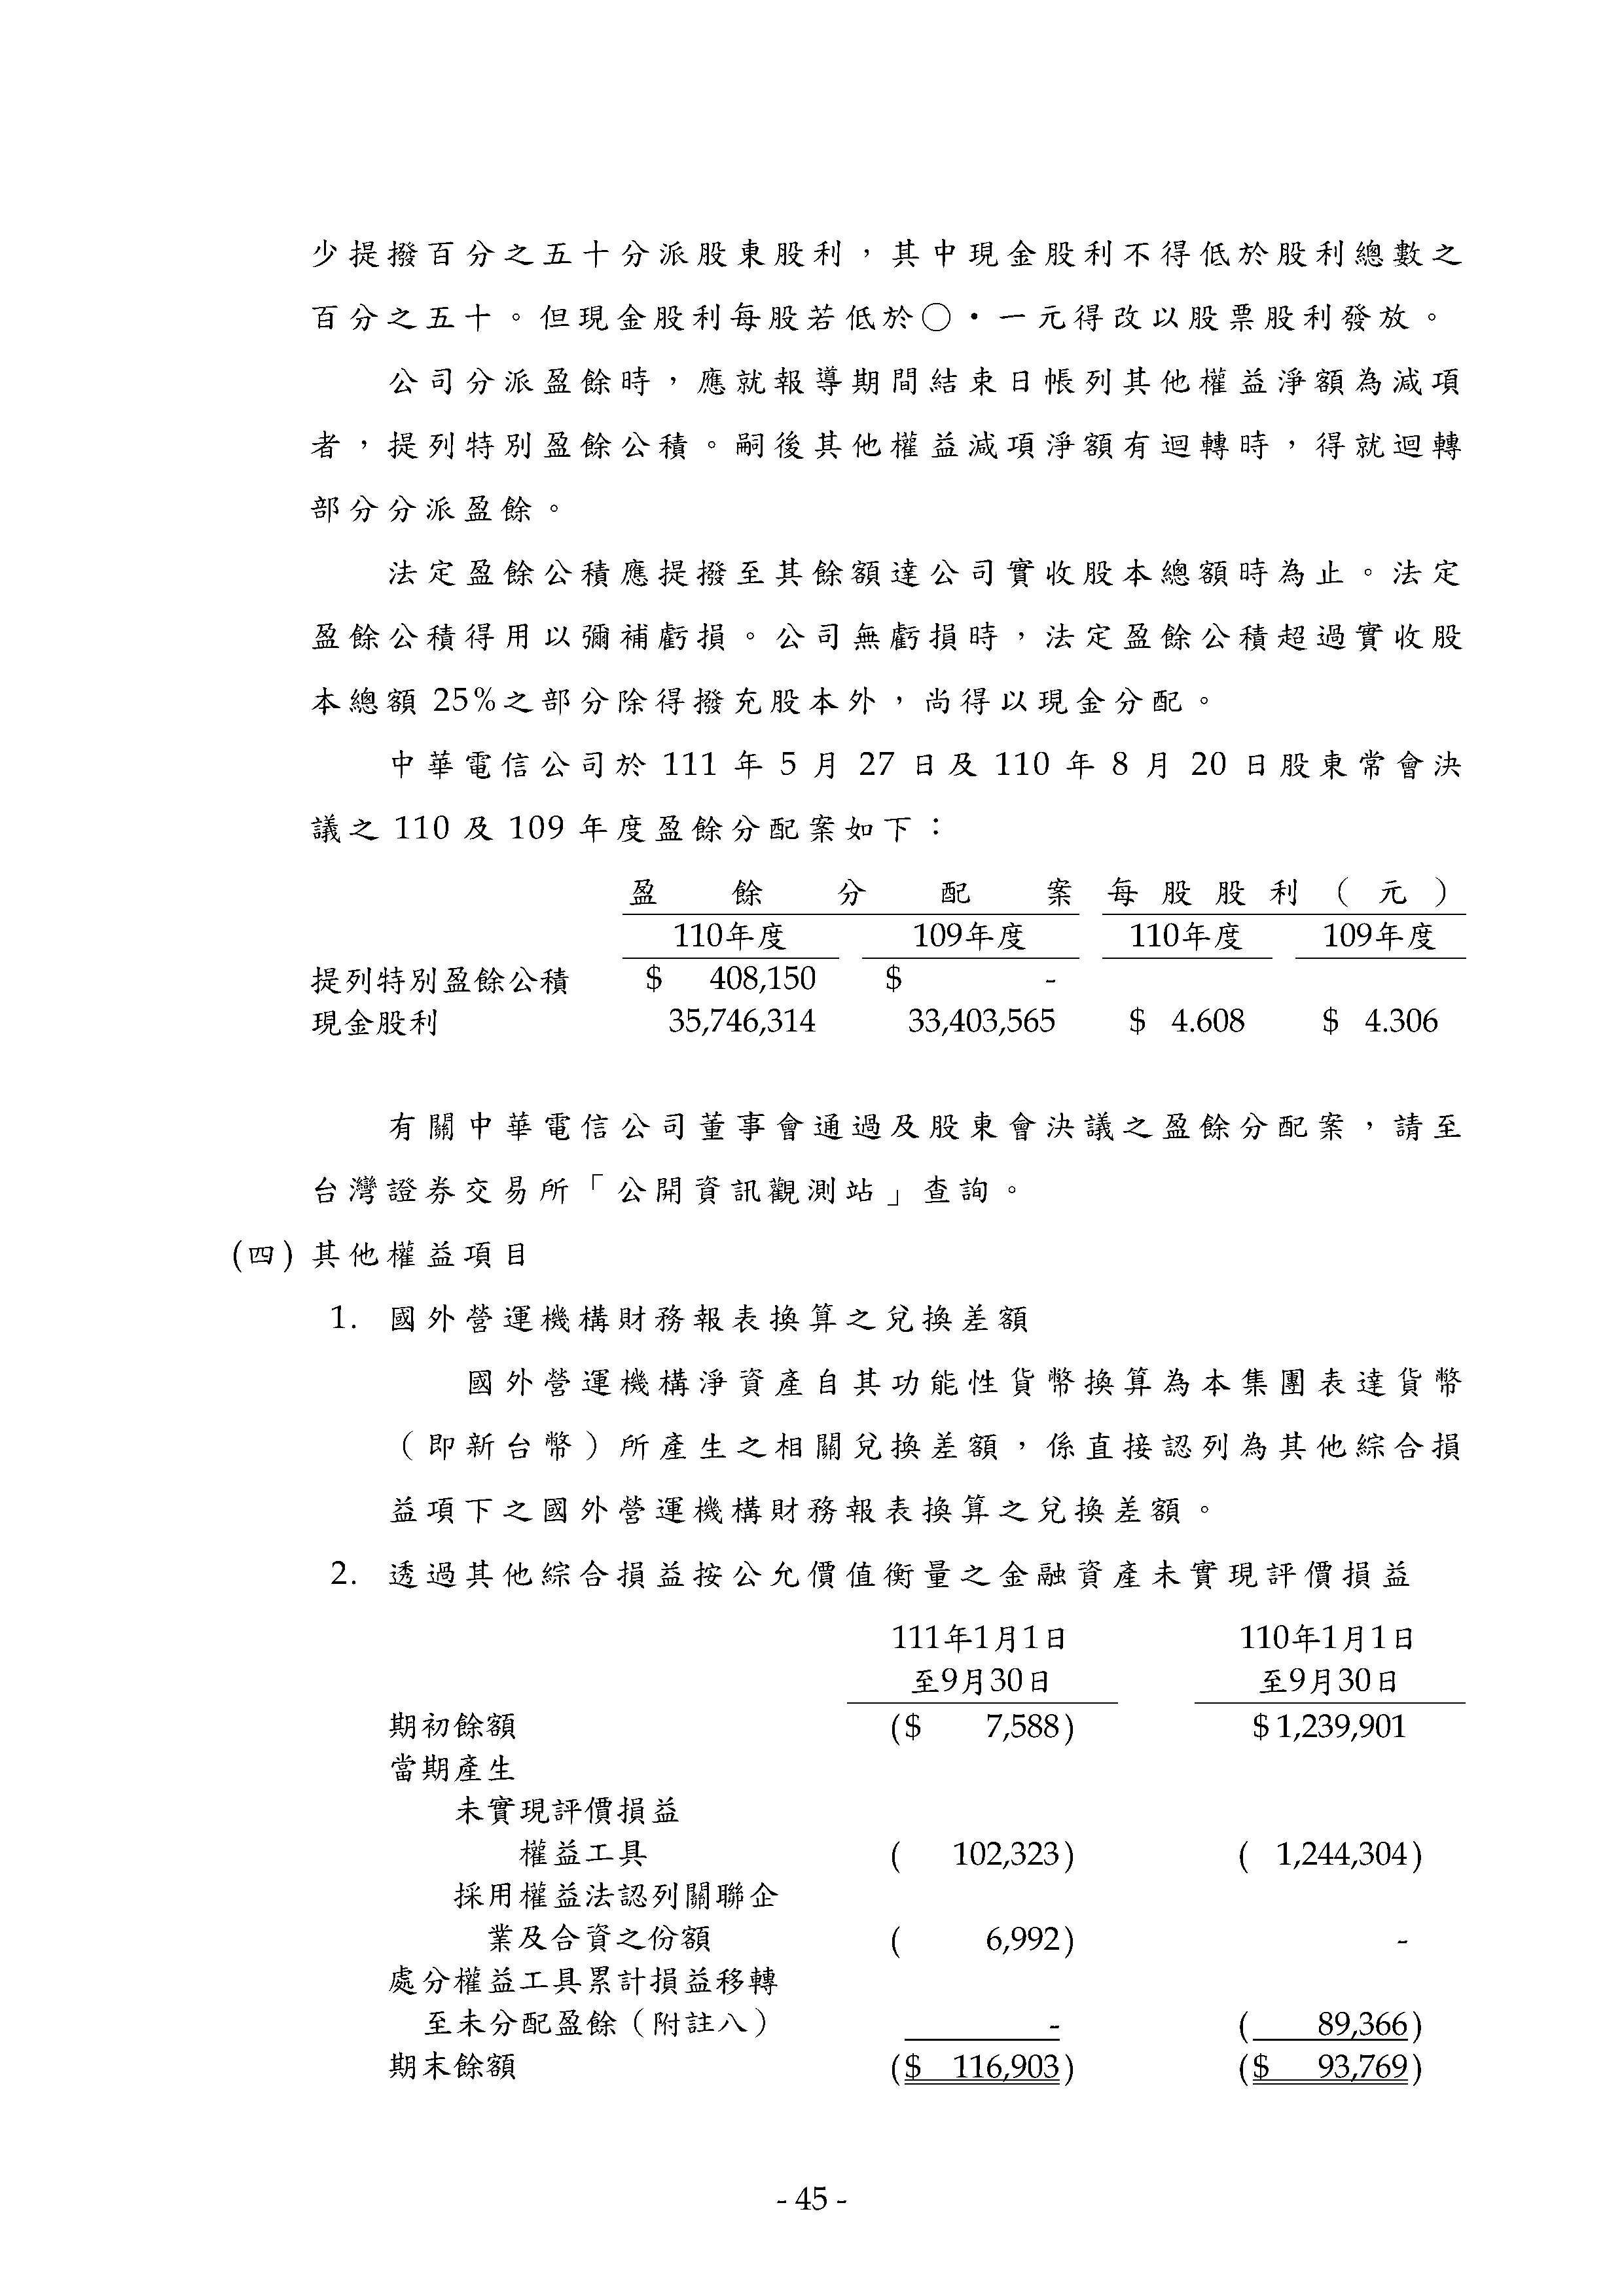 少提撥百分之五十分派股東股利，其中現金股利不得低於股利總數之
百分之五十。但現金股利每股若低於○・一元得改以股票股利發放。
公司分派盈餘時，應就報導期間結束日帳列其他權益淨額為減項
者，提列特別盈餘公積。嗣後其他權益減項淨額有迴轉時，得就迴轉
部分分派盈餘。
法定盈餘公積應提撥至其餘額達公司實收股本總額時為止。法定
盈餘公積得用以彌補虧損。公司無虧損時，法定盈餘公積超過實收股
本總額 25%之部分除得撥充股本外，尚得以現金分配。
中華電信公司於 111 年 5 月 27 日及 110 年 8 月 20 日股東常會決
議之 110 及 109 年度盈餘分配案如下：
盈餘分配案 每股股利（元）
110年度 109年度 110年度 109年度
提列特別盈餘公積 $ 408,150 $ -
現金股利 35,746,314 33,403,565 $ 4.608 $ 4.306
有關中華電信公司董事會通過及股東會決議之盈餘分配案，請至
台灣證券交易所「公開資訊觀測站」查詢。
(四) 其他權益項目
1. 國外營運機構財務報表換算之兌換差額
國外營運機構淨資產自其功能性貨幣換算為本集團表達貨幣
（即新台幣）所產生之相關兌換差額，係直接認列為其他綜合損
益項下之國外營運機構財務報表換算之兌換差額。
2. 透過其他綜合損益按公允價值衡量之金融資產未實現評價損益
111年1月1日 110年1月1日
至9月30日 至9月30日
期初餘額 ($ 7,588) $ 1,239,901
當期產生
未實現評價損益
權益工具 ( 102,323) ( 1,244,304)
採用權益法認列關聯企
業及合資之份額 ( 6,992) -
處分權益工具累計損益移轉
至未分配盈餘（附註八） - ( 89,366)
期末餘額 ($ 116,903) ($ 93,769)
- 45 -